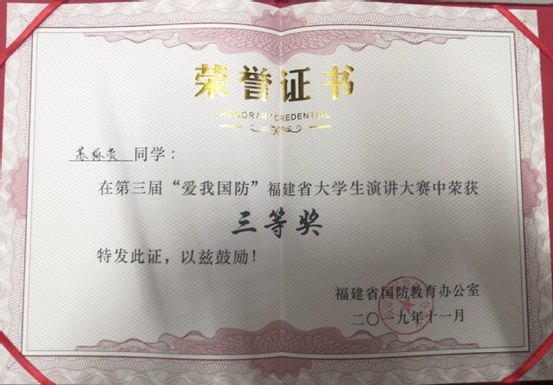 荣誉证书
HONORARY CREDENTIAL
苏 同学：
在第三届“爱我国防”福建省大学生演讲大赛中荣获
三等奖
特发此证，以兹鼓励！
福建省国防教育办公室
二〇一九年十一月